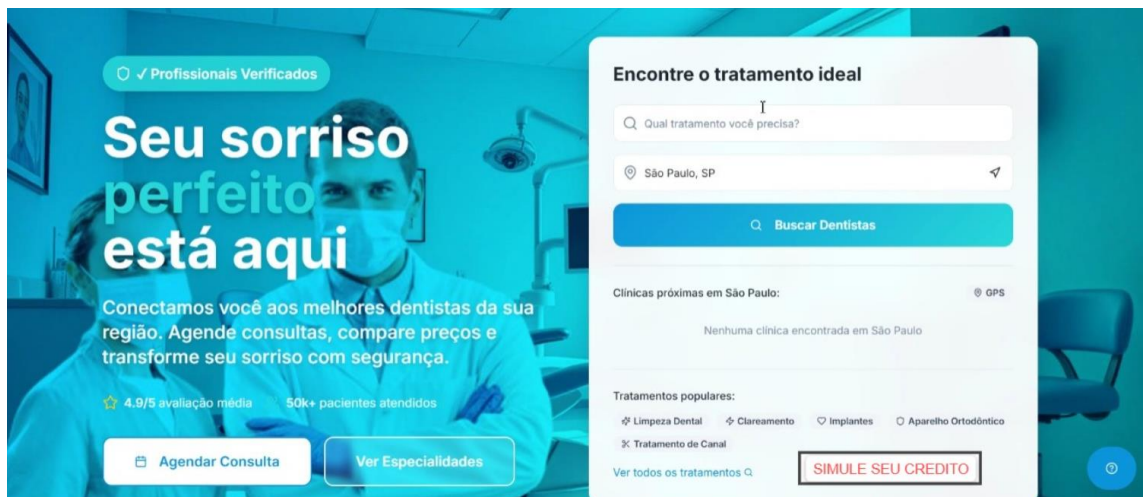 ✓ Profissionais Verificados
Seu sorriso
perfeito
está aqui
Conectamos você aos melhores dentistas da sua
região. Agende consultas, compare preços e
transforme seu sorriso com segurança.
4.9/5 avaliação média
50k+ pacientes atendidos
Agendar Consulta
Ver Especialidades
Encontre o tratamento ideal
Qual tratamento você precisa?
São Paulo, SP
Buscar Dentistas
Clínicas próximas em São Paulo:
GPS
Nenhuma clínica encontrada em São Paulo
Tratamentos populares:
Limpeza Dental
Clareamento
Implantes
Aparelho Ortodôntico
Tratamento de Canal
Ver todos os tratamentos
SIMULE SEU CREDITO